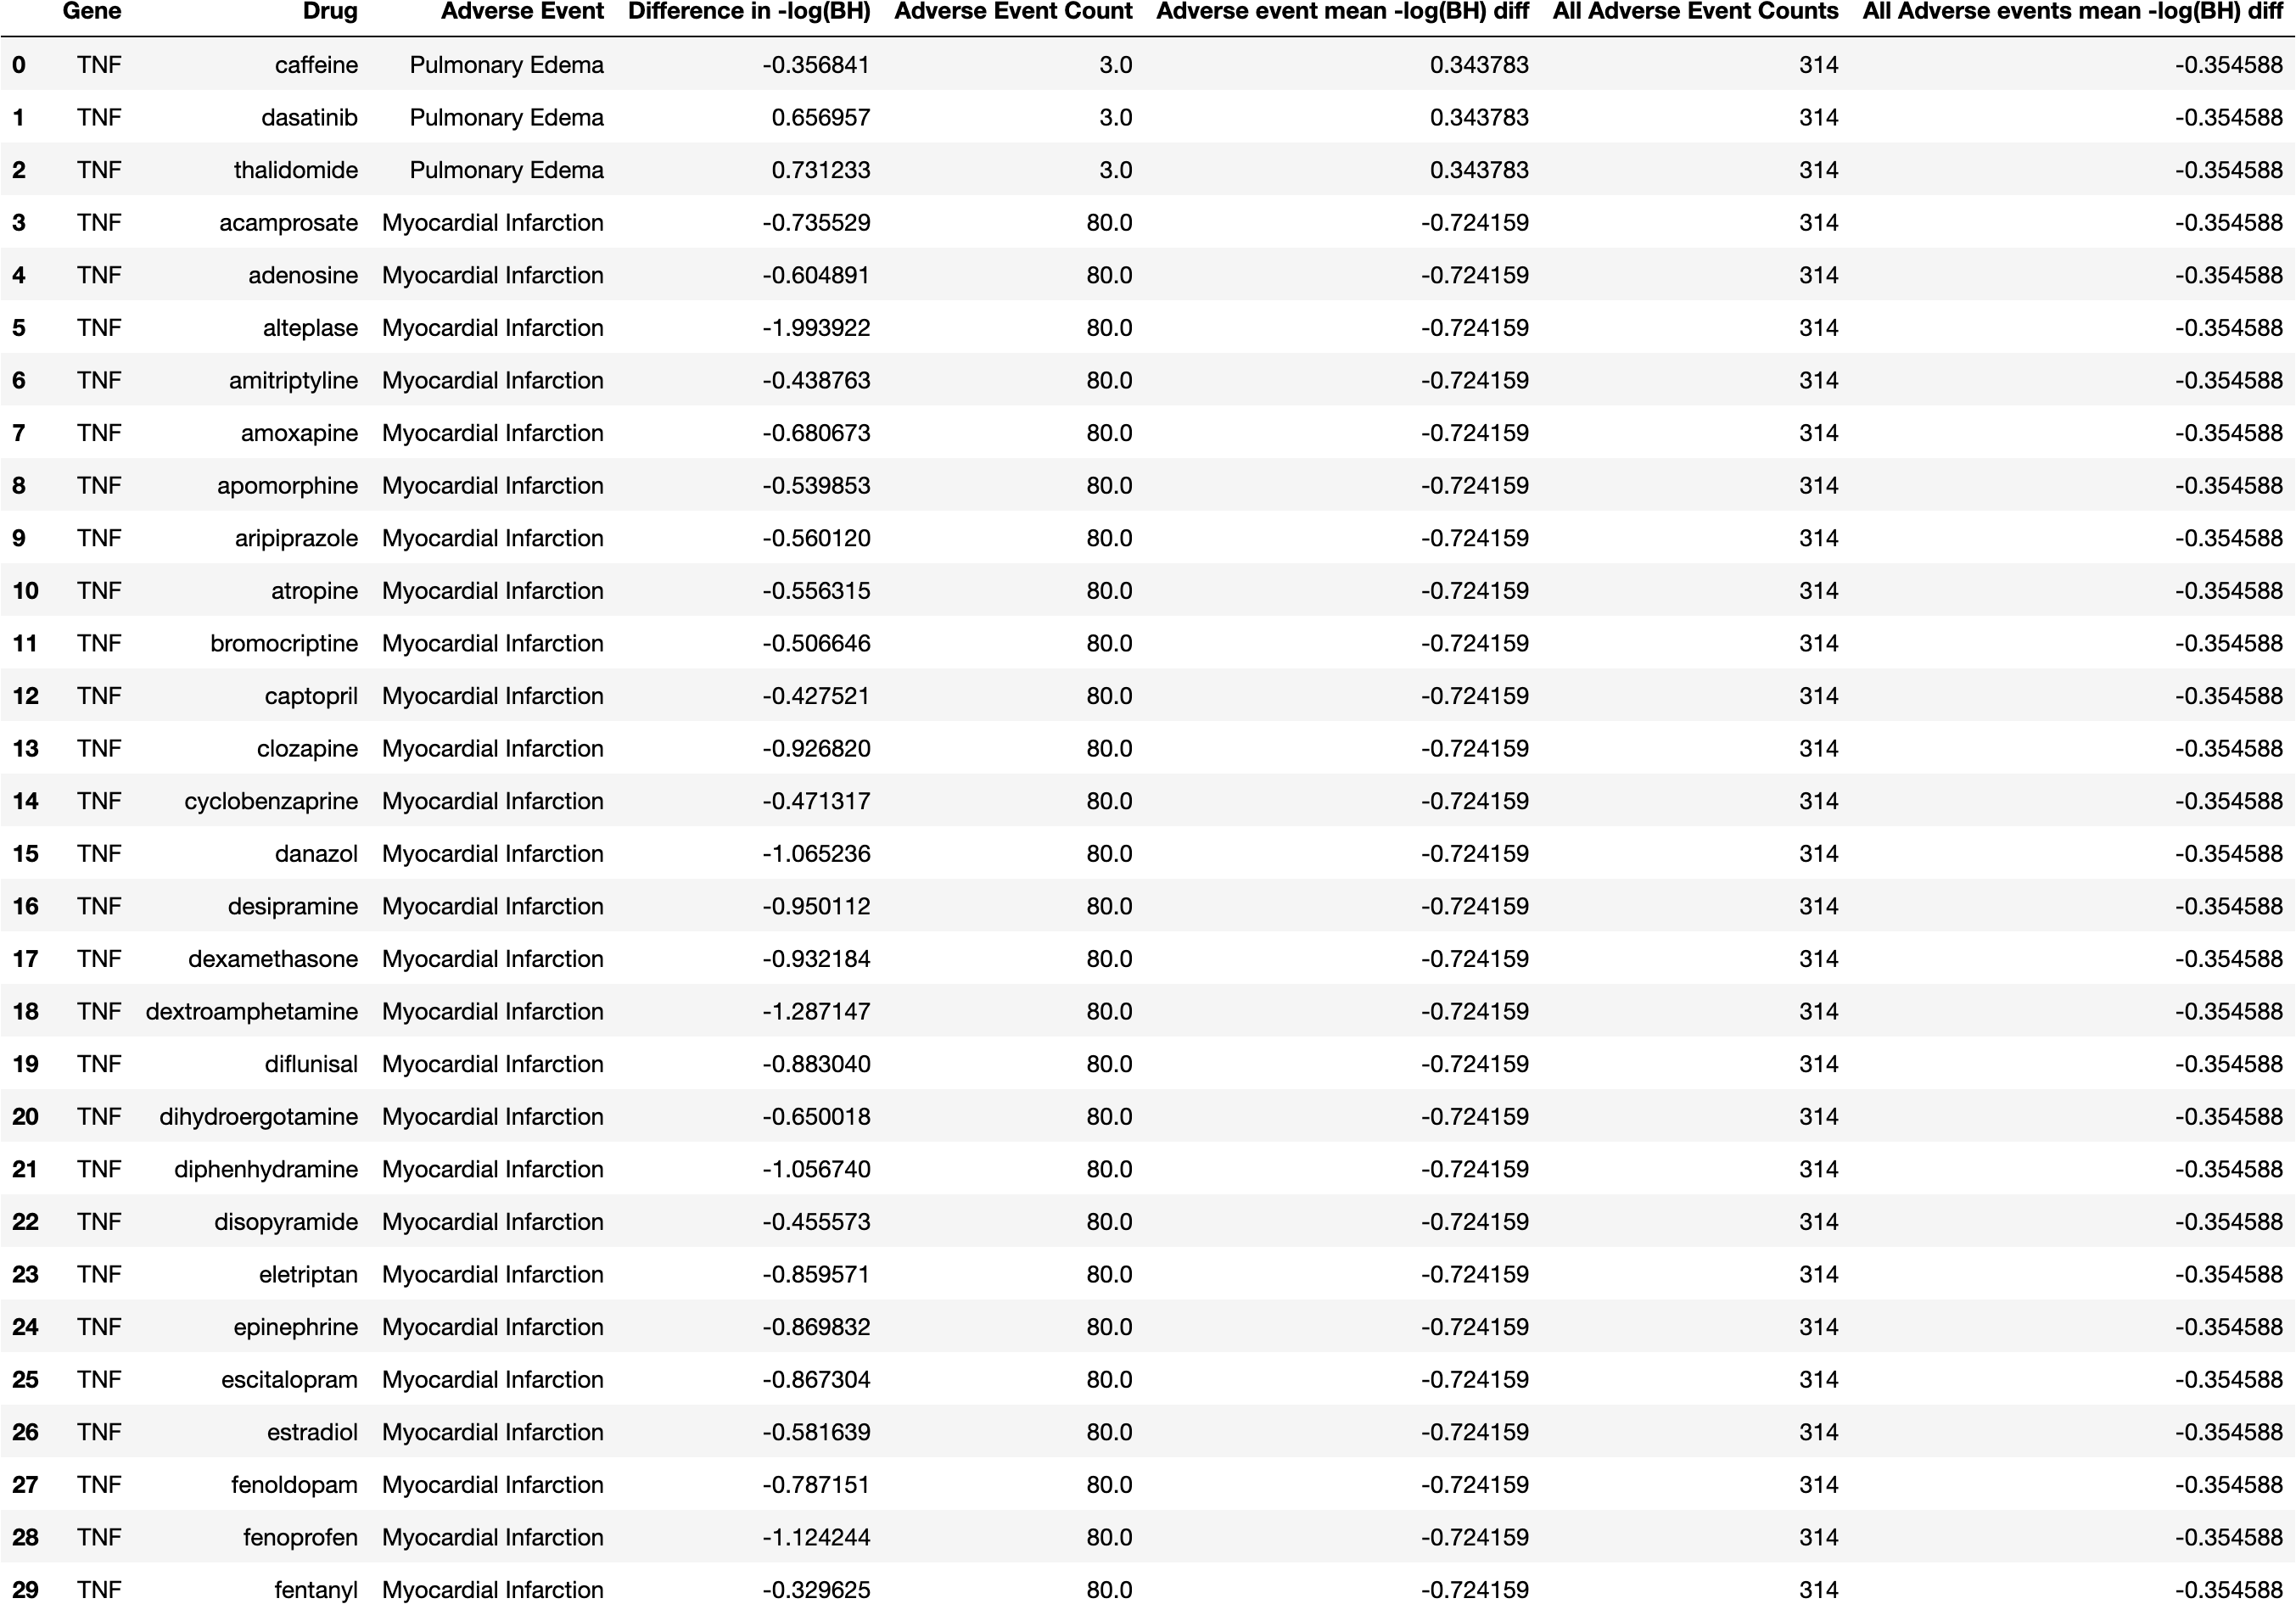 Gene Drug Adverse Event Difference in -log(BH) Adverse Event Count Adverse event mean -log(BH) diff All Adverse Event Counts All Adverse events mean -log(BH) diff
0 TNF caffeine Pulmonary Edema -0.356841 3.0 0.343783 314 -0.354588
1 TNF dasatinib Pulmonary Edema 0.656957 3.0 0.343783 314 -0.354588
2 TNF thalidomide Pulmonary Edema 0.731233 3.0 0.343783 314 -0.354588
3 TNF acamprosate Myocardial Infarction -0.735529 80.0 -0.724159 314 -0.354588
4 TNF adenosine Myocardial Infarction -0.604891 80.0 -0.724159 314 -0.354588
5 TNF alteplase Myocardial Infarction -1.993922 80.0 -0.724159 314 -0.354588
6 TNF amitriptyline Myocardial Infarction -0.438763 80.0 -0.724159 314 -0.354588
7 TNF amoxapine Myocardial Infarction -0.680673 80.0 -0.724159 314 -0.354588
8 TNF apomorphine Myocardial Infarction -0.539853 80.0 -0.724159 314 -0.354588
9 TNF aripiprazole Myocardial Infarction -0.560120 80.0 -0.724159 314 -0.354588
10 TNF atropine Myocardial Infarction -0.556315 80.0 -0.724159 314 -0.354588
11 TNF bromocriptine Myocardial Infarction -0.506646 80.0 -0.724159 314 -0.354588
12 TNF captopril Myocardial Infarction -0.427521 80.0 -0.724159 314 -0.354588
13 TNF clozapine Myocardial Infarction -0.926820 80.0 -0.724159 314 -0.354588
14 TNF cyclobenzaprine Myocardial Infarction -0.471317 80.0 -0.724159 314 -0.354588
15 TNF danazol Myocardial Infarction -1.065236 80.0 -0.724159 314 -0.354588
16 TNF desipramine Myocardial Infarction -0.950112 80.0 -0.724159 314 -0.354588
17 TNF dexamethasone Myocardial Infarction -0.932184 80.0 -0.724159 314 -0.354588
18 TNF dextroamphetamine Myocardial Infarction -1.287147 80.0 -0.724159 314 -0.354588
19 TNF diflunisal Myocardial Infarction -0.883040 80.0 -0.724159 314 -0.354588
20 TNF dihydroergotamine Myocardial Infarction -0.650018 80.0 -0.724159 314 -0.354588
21 TNF diphenhydramine Myocardial Infarction -1.056740 80.0 -0.724159 314 -0.354588
22 TNF disopyramide Myocardial Infarction -0.455573 80.0 -0.724159 314 -0.354588
23 TNF eletriptan Myocardial Infarction -0.859571 80.0 -0.724159 314 -0.354588
24 TNF epinephrine Myocardial Infarction -0.869832 80.0 -0.724159 314 -0.354588
25 TNF escitalopram Myocardial Infarction -0.867304 80.0 -0.724159 314 -0.354588
26 TNF estradiol Myocardial Infarction -0.581639 80.0 -0.724159 314 -0.354588
27 TNF fenoldopam Myocardial Infarction -0.787151 80.0 -0.724159 314 -0.354588
28 TNF fenoprofen Myocardial Infarction -1.124244 80.0 -0.724159 314 -0.354588
29 TNF fentanyl Myocardial Infarction -0.329625 80.0 -0.724159 314 -0.354588